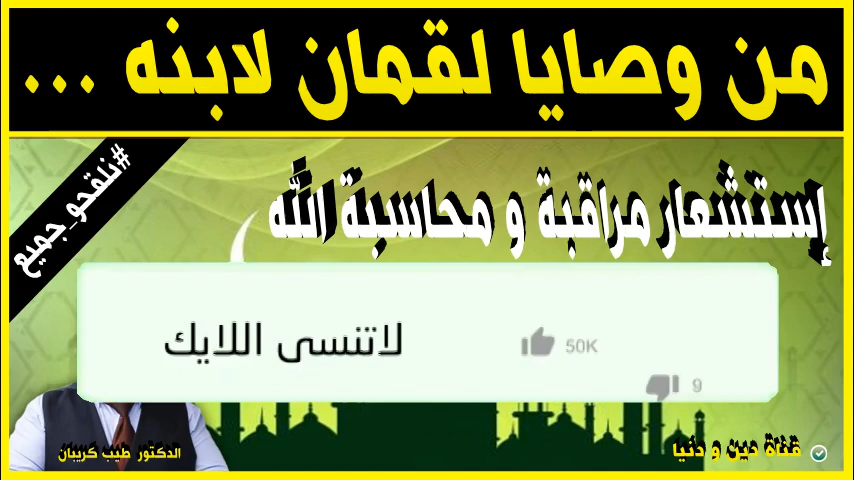 من وصايا لقمان لابنه ...
#نلقحو_جميع
إستشعار مراقبة و محاسبة الله
لاتنسى اللايك
50K
9
الدكتور طيب كريبان
قناة دين و دنيا